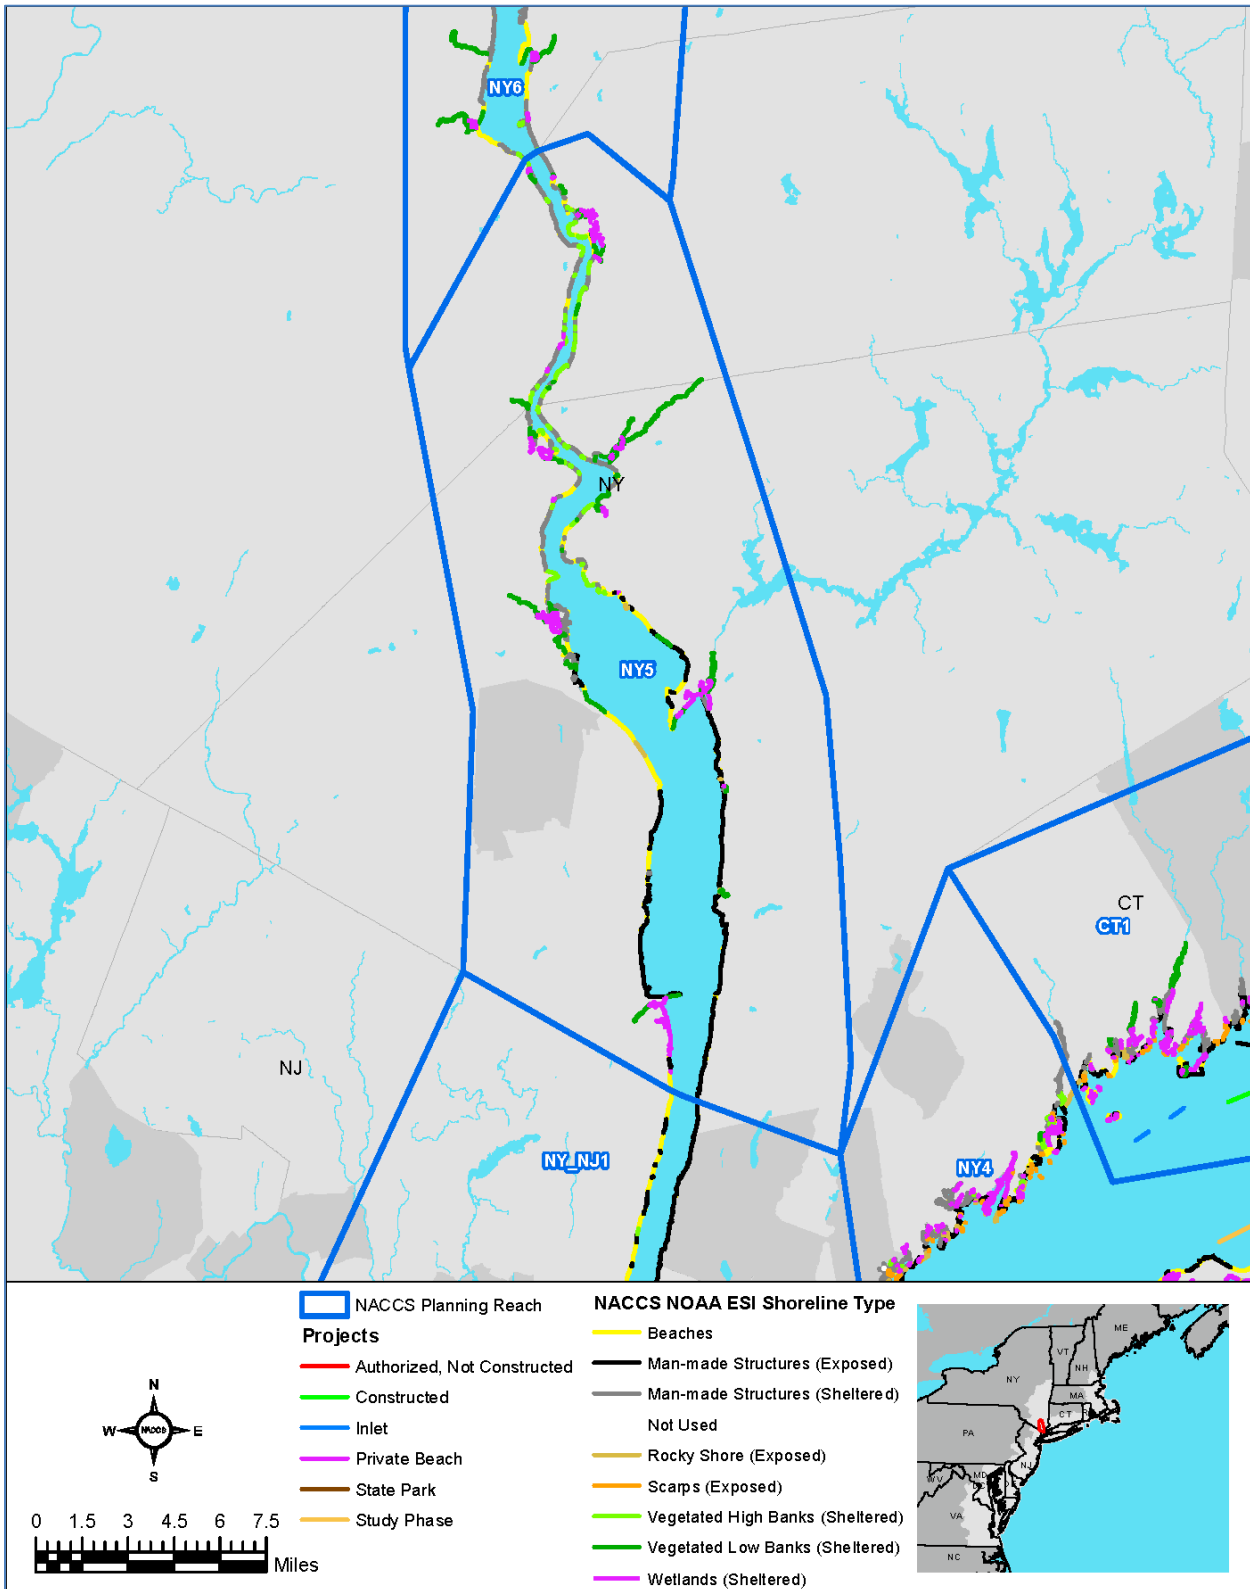 NY6
NY
NY5
CT
CT1
NJ
NY_NJ1
NY4
NACCS Planning Reach
Projects
Authorized, Not Constructed
Constructed
Inlet
Private Beach
State Park
Study Phase
NACCS NOAA ESI Shoreline Type
Beaches
Man-made Structures (Exposed)
Man-made Structures (Sheltered)
Not Used
Rocky Shore (Exposed)
Scarps (Exposed)
Vegetated High Banks (Sheltered)
Vegetated Low Banks (Sheltered)
Wetlands (Sheltered)
N
W
NACCS
E
S
0 1.5 3 4.5 6 7.5
Miles
ME
VT
NH
NY
MA
CT
PA
NJ
MD
WV
VA
NC